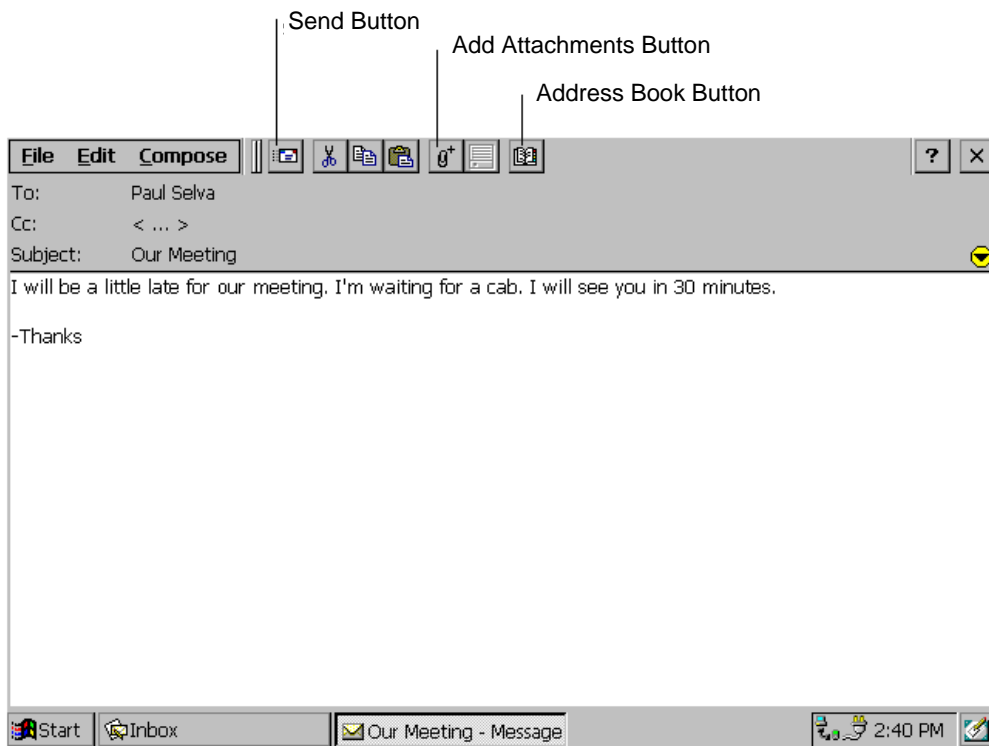 Send Button
Add Attachments Button
Address Book Button
File Edit Compose ? ×
To: Paul Selva
Cc: < ... >
Subject: Our Meeting
I will be a little late for our meeting. I'm waiting for a cab. I will see you in 30 minutes.
-Thanks
Start Inbox Our Meeting - Message 2:40 PM